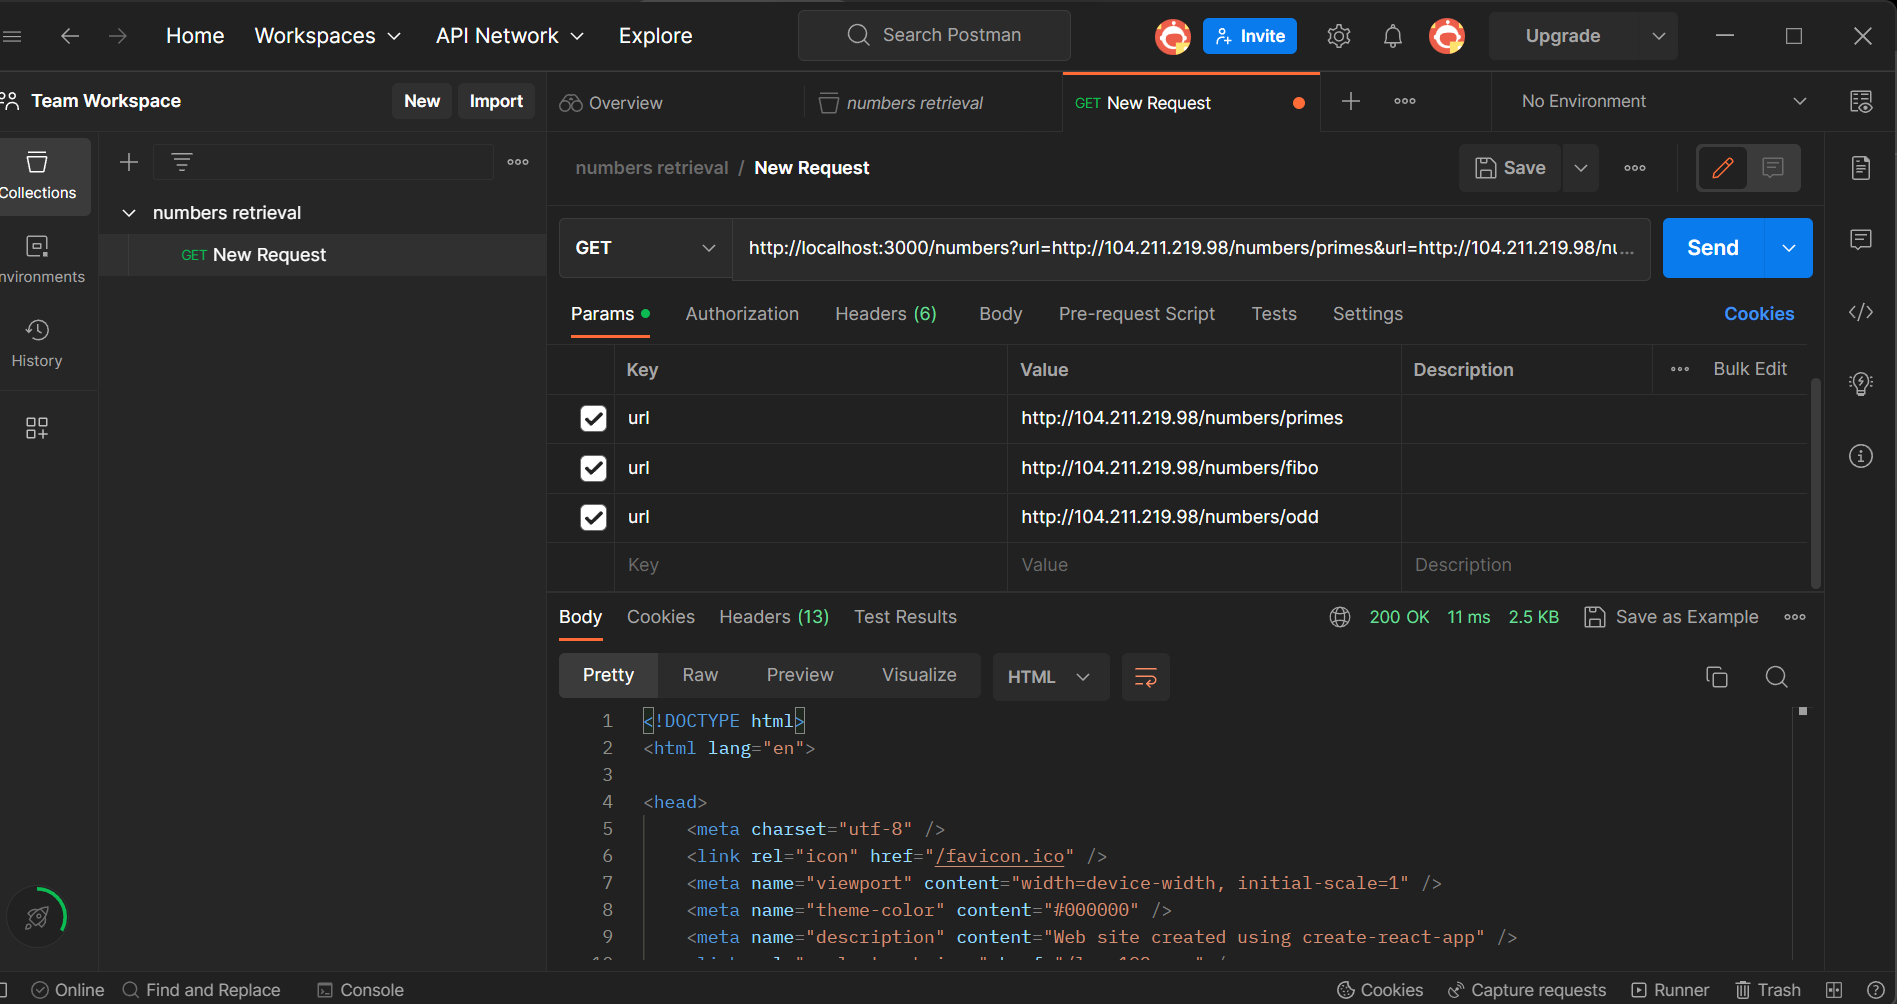 Home
Workspaces
API Network
Explore
Search Postman
Invite
Upgrade
Team Workspace
New
Import
Overview
numbers retrieval
GET New Request
No Environment
Collections
nvironments
History
numbers retrieval
GET New Request
numbers retrieval / New Request
Save
GET
http://localhost:3000/numbers?url=http://104.211.219.98/numbers/primes&url=http://104.211.219.98/nu...
Send
Params
Authorization
Headers (6)
Body
Pre-request Script
Tests
Settings
Cookies
Key
Value
Description
Bulk Edit
url
http://104.211.219.98/numbers/primes
url
http://104.211.219.98/numbers/fibo
url
http://104.211.219.98/numbers/odd
Key
Value
Description
Body
Cookies
Headers (13)
Test Results
200 OK
11 ms
2.5 KB
Save as Example
Pretty
Raw
Preview
Visualize
HTML
1 <!DOCTYPE html>
2 <html lang="en">
3
4 <head>
5 <meta charset="utf-8" />
6 <link rel="icon" href="/favicon.ico" />
7 <meta name="viewport" content="width=device-width, initial-scale=1" />
8 <meta name="theme-color" content="#000000" />
9 <meta name="description" content="Web site created using create-react-app" />
Online
Find and Replace
Console
Cookies
Capture requests
Runner
Trash